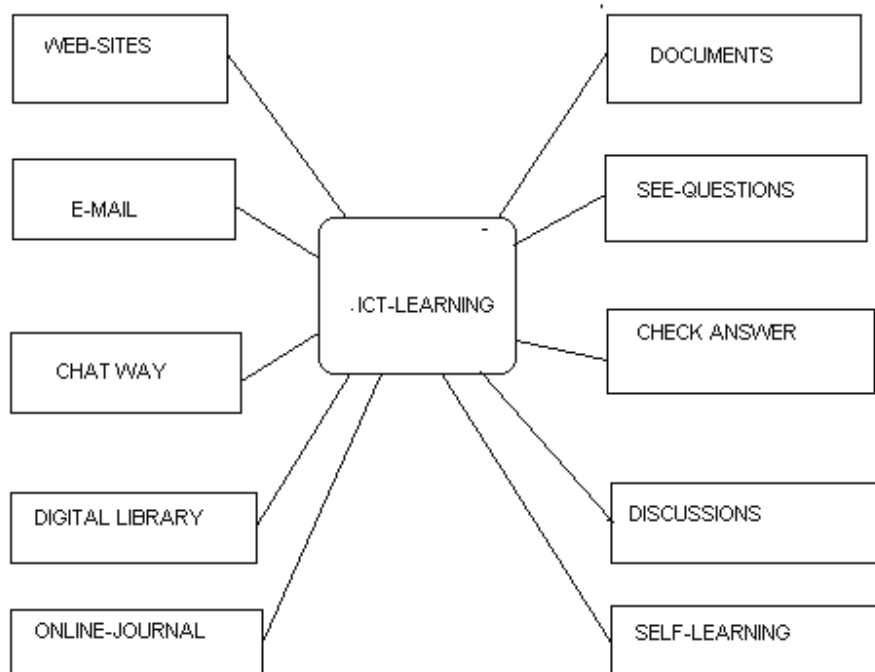 WEB-SITES
DOCUMENTS
E-MAIL
SEE-QUESTIONS
.ICT-LEARNING
CHAT WAY
CHECK ANSWER
DIGITAL LIBRARY
DISCUSSIONS
ONLINE-JOURNAL
SELF-LEARNING